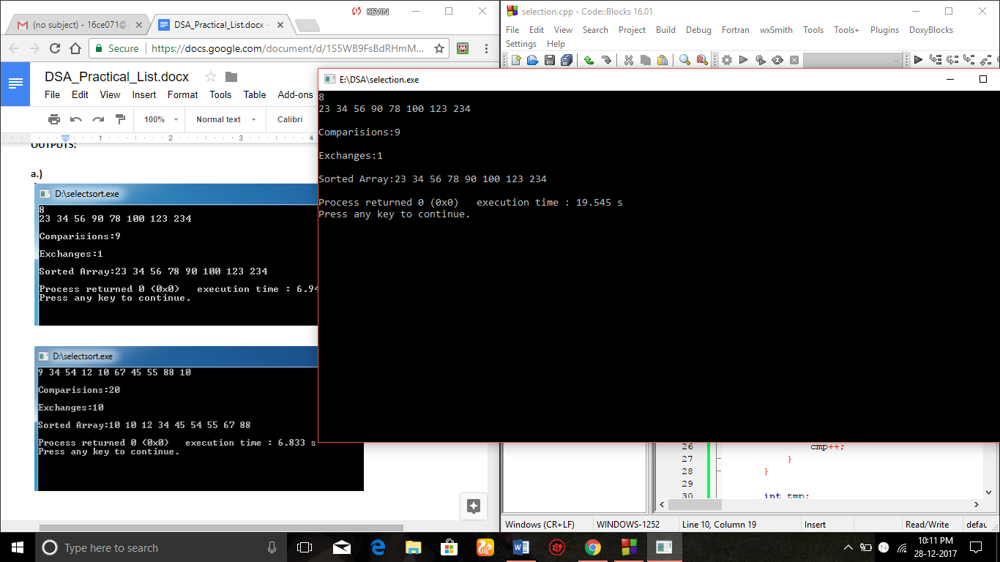 KEVIN
(no subject) - 16ce071@
DSA_Practical_List.docx -
Secure
https://docs.google.com/document/d/1S5WB9FsBdRHmM...
DSA_Practical_List.docx
File Edit View Insert Format Tools Table Add-ons
100% Normal text Calibri
1 2 3 4
OUTPUTS:
a.)
D:\selectsort.exe
8
23 34 56 90 78 100 123 234
Comparisions:9
Exchanges:1
Sorted Array:23 34 56 78 90 100 123 234
Process returned 0 (0x0) execution time : 6.94
Press any key to continue.
D:\selectsort.exe
9 34 54 12 10 67 45 55 88 10
Comparisions:20
Exchanges:10
Sorted Array:10 10 12 34 45 54 55 67 88
Process returned 0 (0x0) execution time : 6.833 s
Press any key to continue.
selection.cpp - Code::Blocks 16.01
File Edit View Search Project Build Debug Fortran wxSmith Tools Tools+ Plugins DoxyBlocks
Settings Help
E:\DSA\selection.exe
8
23 34 56 90 78 100 123 234
Comparisions:9
Exchanges:1
Sorted Array:23 34 56 78 90 100 123 234
Process returned 0 (0x0) execution time : 19.545 s
Press any key to continue.
26 cmp++;
27 }
28 }
29
30 int tmp;
Windows (CR+LF) WINDOWS-1252 Line 10, Column 19 Insert Read/Write defau
Type here to search
10:11 PM
28-12-2017